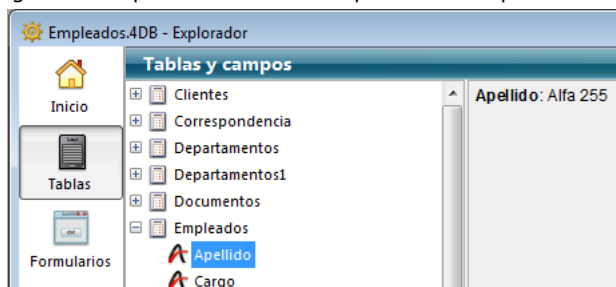 Empleados.4DB - Explorador
Tablas y campos
Inicio
Tablas
Formularios
Clientes
Correspondencia
Departamentos
Departamentos1
Documentos
Empleados
Apellido
Cargo
Apellido: Alfa 255